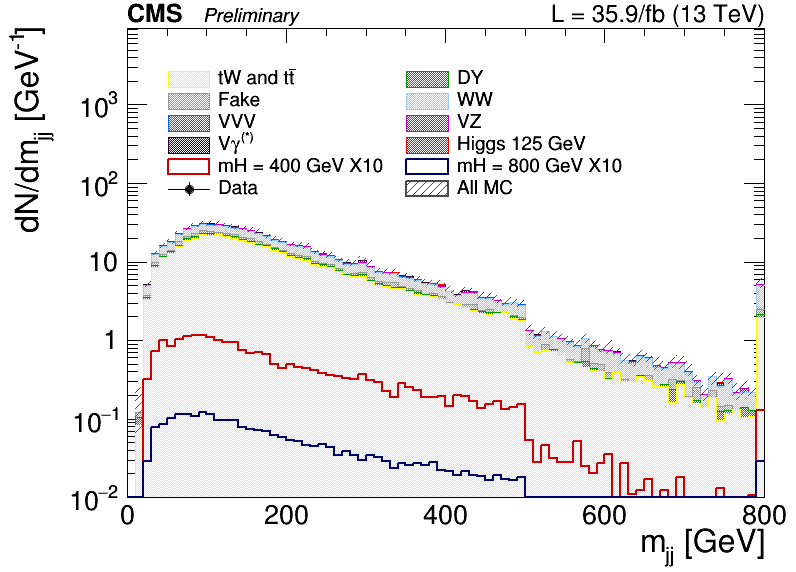 CMS Preliminary L = 35.9/fb (13 TeV)
dN/dm_jj [GeV⁻¹]
tW and tt̄ DY
Fake WW
VVV VZ
Vγ⁽*⁾ Higgs 125 GeV
mH = 400 GeV X10 mH = 800 GeV X10
Data All MC
10³
10²
10
1
10⁻¹
10⁻²
0 200 400 600 800
m_jj [GeV]